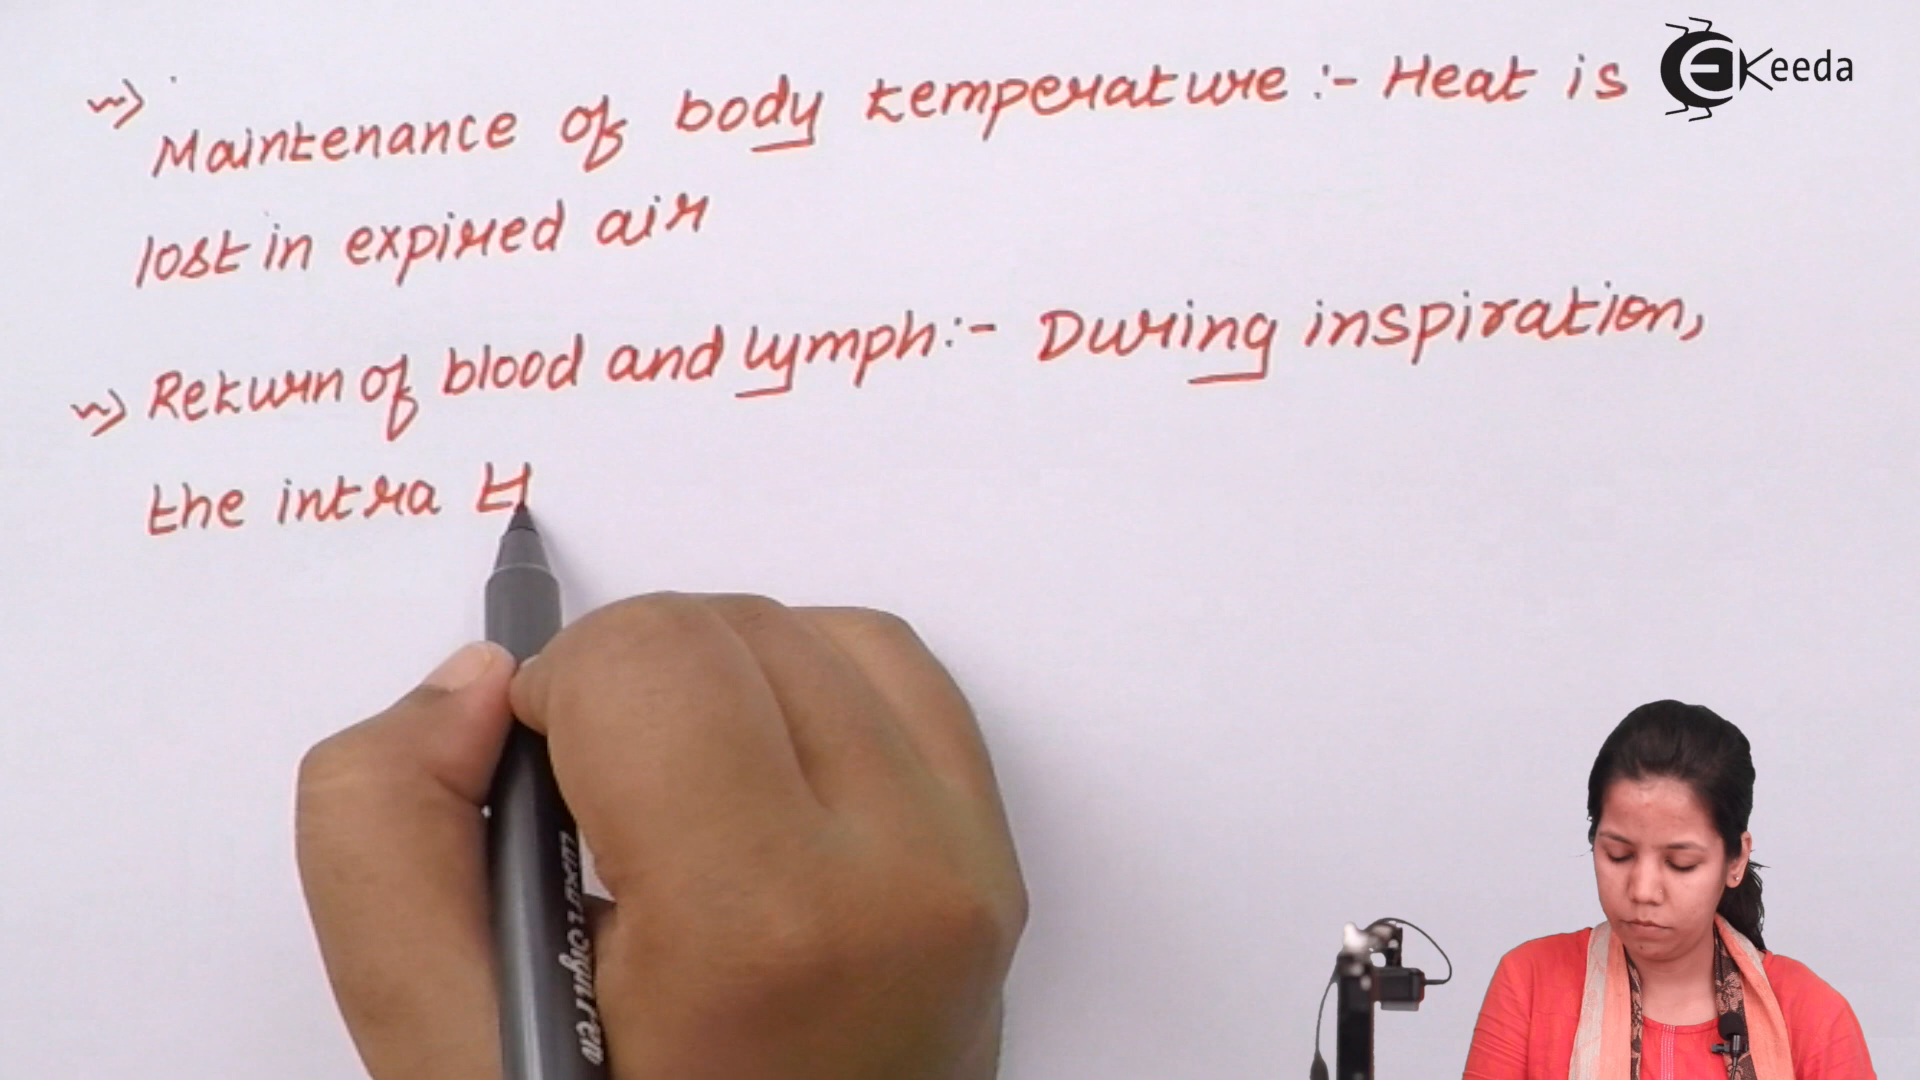 ~> Maintenance of body temperature :- Heat is
lost in expired air
~> Return of blood and lymph:- During inspiration,
the intra
EKeeda
Luxor